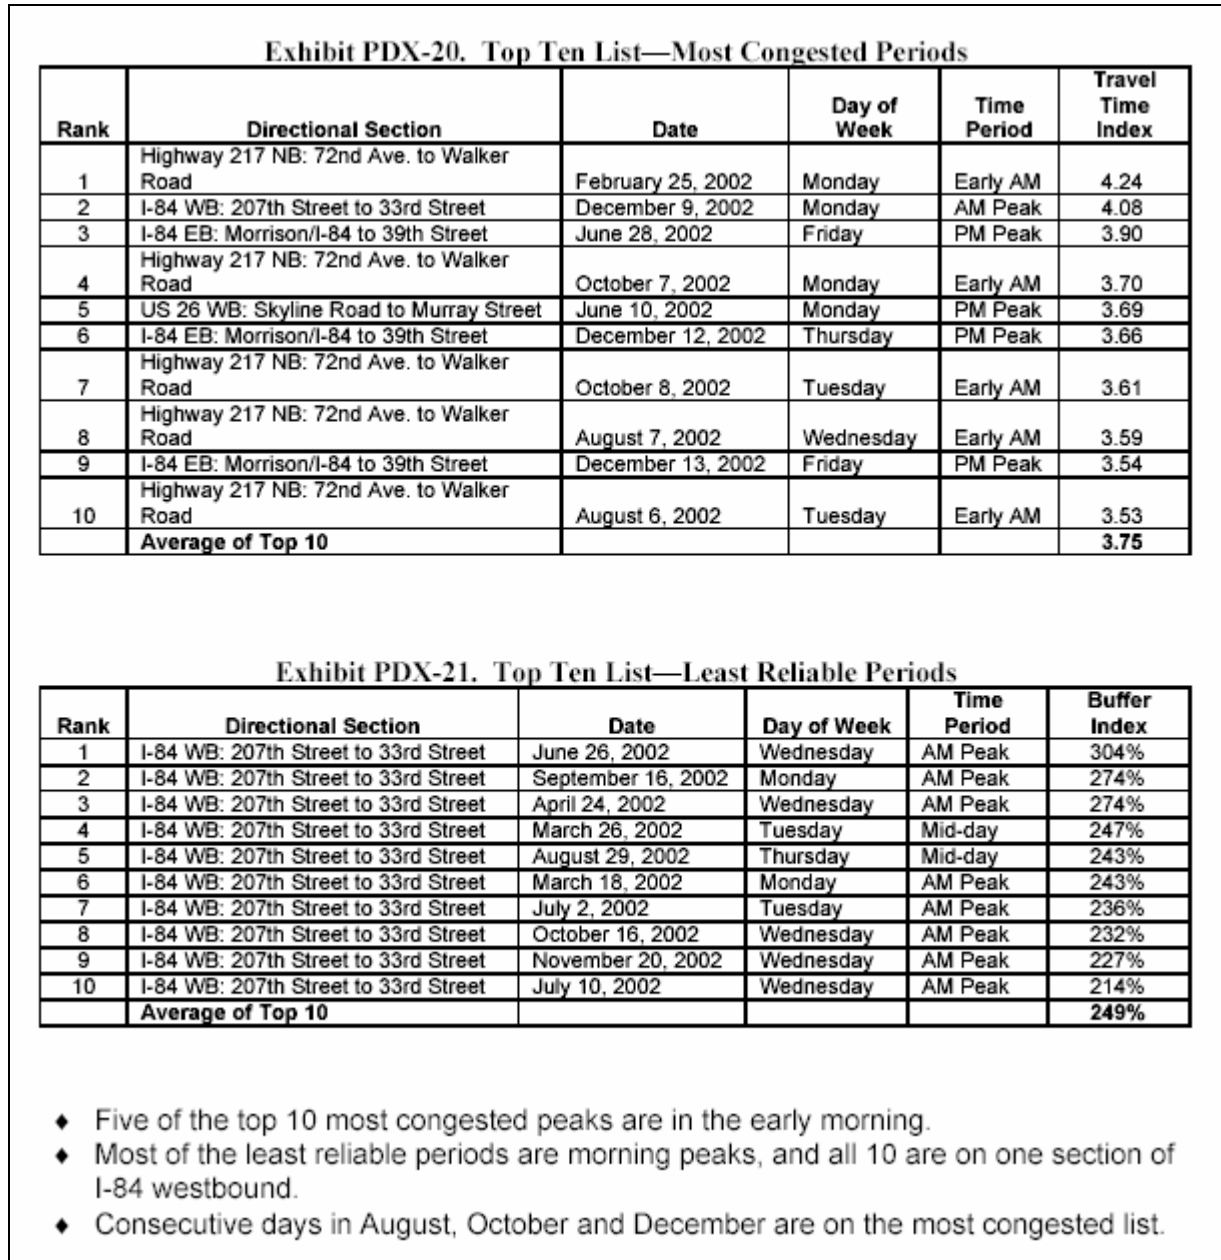 Exhibit PDX-20. Top Ten List—Most Congested Periods
Rank Directional Section Date Day of Week Time Period Travel Time Index
1 Highway 217 NB: 72nd Ave. to Walker Road February 25, 2002 Monday Early AM 4.24
2 I-84 WB: 207th Street to 33rd Street December 9, 2002 Monday AM Peak 4.08
3 I-84 EB: Morrison/I-84 to 39th Street June 28, 2002 Friday PM Peak 3.90
4 Highway 217 NB: 72nd Ave. to Walker Road October 7, 2002 Monday Early AM 3.70
5 US 26 WB: Skyline Road to Murray Street June 10, 2002 Monday PM Peak 3.69
6 I-84 EB: Morrison/I-84 to 39th Street December 12, 2002 Thursday PM Peak 3.66
7 Highway 217 NB: 72nd Ave. to Walker Road October 8, 2002 Tuesday Early AM 3.61
8 Highway 217 NB: 72nd Ave. to Walker Road August 7, 2002 Wednesday Early AM 3.59
9 I-84 EB: Morrison/I-84 to 39th Street December 13, 2002 Friday PM Peak 3.54
10 Highway 217 NB: 72nd Ave. to Walker Road August 6, 2002 Tuesday Early AM 3.53
Average of Top 10 3.75
Exhibit PDX-21. Top Ten List—Least Reliable Periods
Rank Directional Section Date Day of Week Time Period Buffer Index
1 I-84 WB: 207th Street to 33rd Street June 26, 2002 Wednesday AM Peak 304%
2 I-84 WB: 207th Street to 33rd Street September 16, 2002 Monday AM Peak 274%
3 I-84 WB: 207th Street to 33rd Street April 24, 2002 Wednesday AM Peak 274%
4 I-84 WB: 207th Street to 33rd Street March 26, 2002 Tuesday Mid-day 247%
5 I-84 WB: 207th Street to 33rd Street August 29, 2002 Thursday Mid-day 243%
6 I-84 WB: 207th Street to 33rd Street March 18, 2002 Monday AM Peak 243%
7 I-84 WB: 207th Street to 33rd Street July 2, 2002 Tuesday AM Peak 236%
8 I-84 WB: 207th Street to 33rd Street October 16, 2002 Wednesday AM Peak 232%
9 I-84 WB: 207th Street to 33rd Street November 20, 2002 Wednesday AM Peak 227%
10 I-84 WB: 207th Street to 33rd Street July 10, 2002 Wednesday AM Peak 214%
Average of Top 10 249%
♦ Five of the top 10 most congested peaks are in the early morning.
♦ Most of the least reliable periods are morning peaks, and all 10 are on one section of
I-84 westbound.
♦ Consecutive days in August, October and December are on the most congested list.